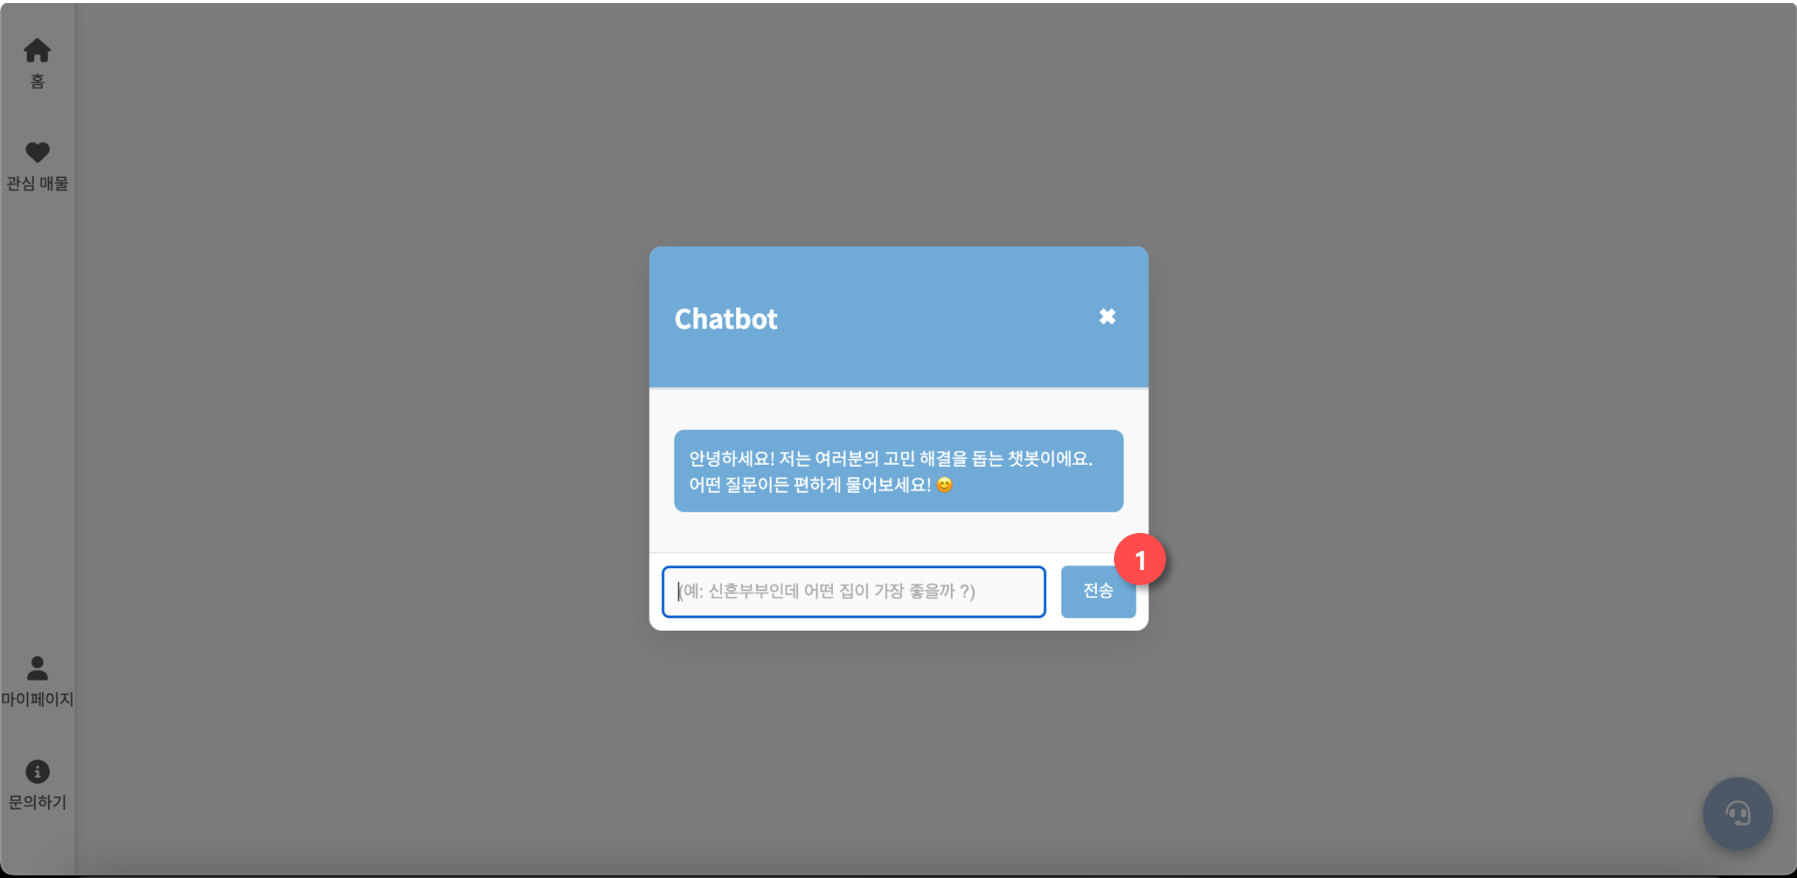 홈
관심 매물
마이페이지
문의하기
Chatbot
안녕하세요! 저는 여러분의 고민 해결을 돕는 챗봇이에요.
어떤 질문이든 편하게 물어보세요! 😊
(예: 신혼부부인데 어떤 집이 가장 좋을까 ?)
전송
1